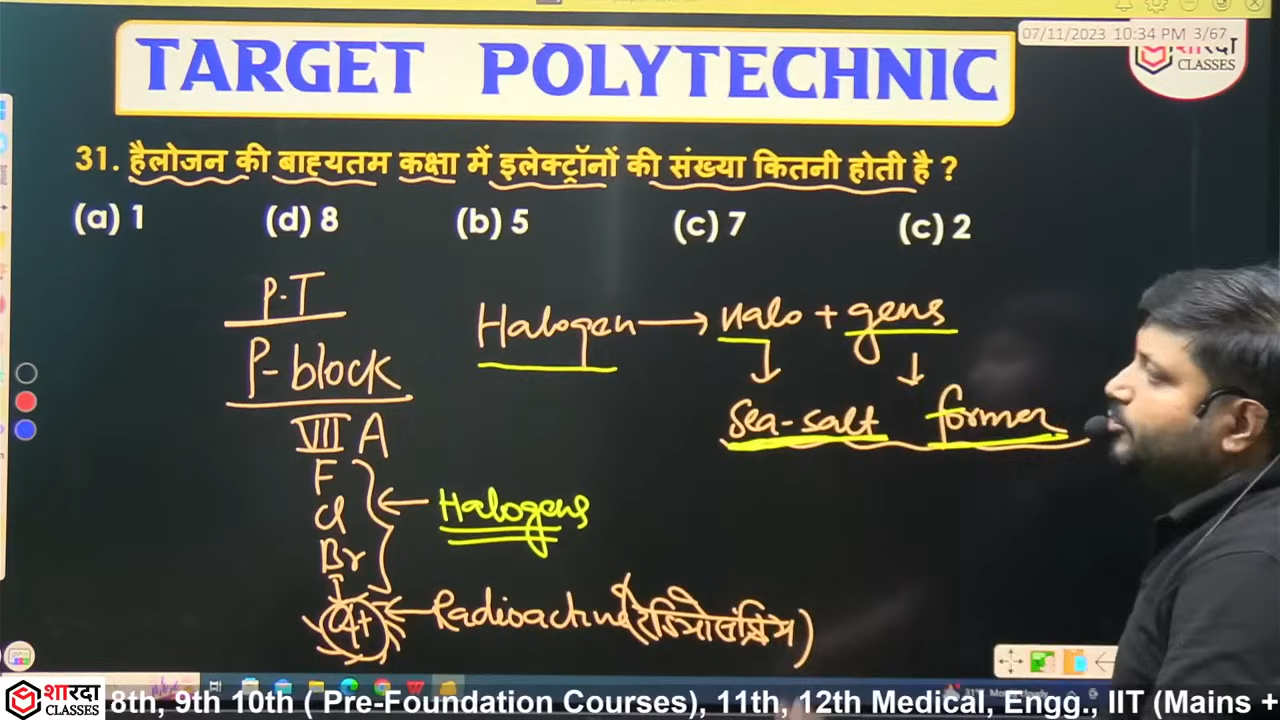 07/11/2023 10:34 PM 3/67
TARGET POLYTECHNIC
शारदा
CLASSES
31. हैलोजन की बाह्यतम कक्षा में इलेक्ट्रॉनों की संख्या कितनी होती है ?
(a) 1 (d) 8 (b) 5 (c) 7 (c) 2
P.T
P-block
VII A
F
Cl
Br
I
At
Halogen → Halo + gens
Sea-salt former
Halogens
Radioactive
शारदा
CLASSES
8th, 9th 10th ( Pre-Foundation Courses), 11th, 12th Medical, Engg., IIT (Mains +